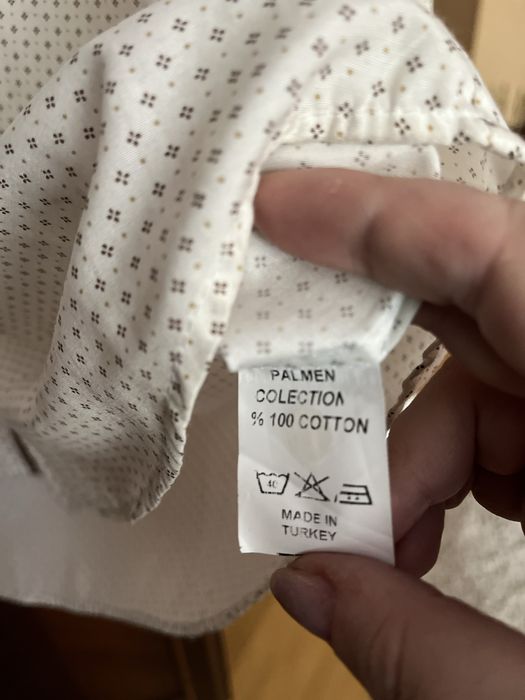 PALMEN
COLECTION
% 100 COTTON
40
MADE IN
TURKEY